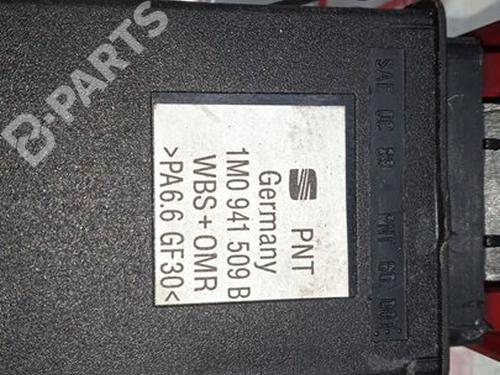 PNT
Germany
1M0 941 509 B
WBS+OMR
>PA6.6 GF30<
B-PARTS